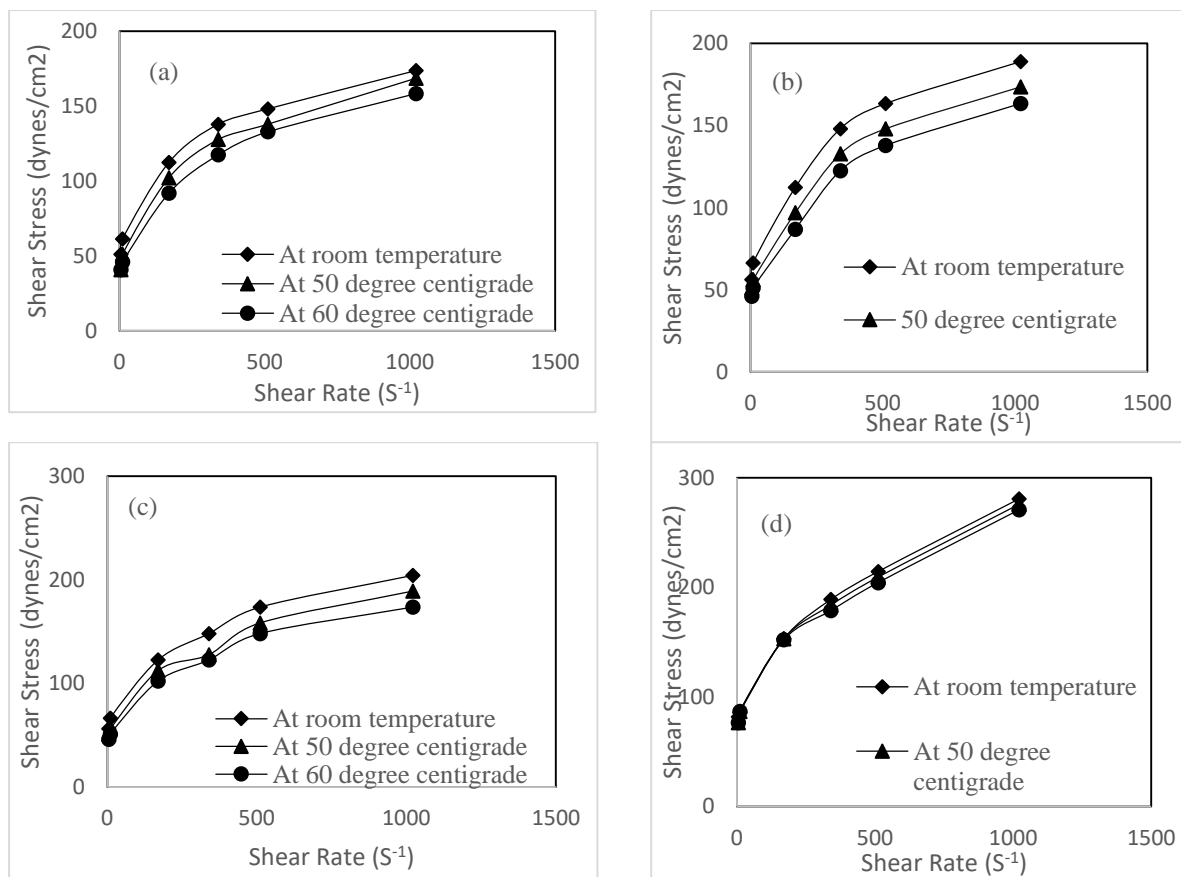 (a)
Shear Stress (dynes/cm2)
200
150
100
50
0
At room temperature
At 50 degree centigrade
At 60 degree centigrade
0 500 1000 1500
Shear Rate (S-1)
(b)
Shear Stress (dynes/cm2)
200
150
100
50
0
At room temperature
50 degree centigrate
0 500 1000 1500
Shear Rate (S-1)
(c)
Shear Stress (dynes/cm2)
300
200
100
0
At room temperature
At 50 degree centigrade
At 60 degree centigrade
0 500 1000 1500
Shear Rate (S-1)
(d)
Shear Stress (dynes/cm2)
300
200
100
0
At room temperature
At 50 degree
centigrade
0 500 1000 1500
Shear Rate (S-1)